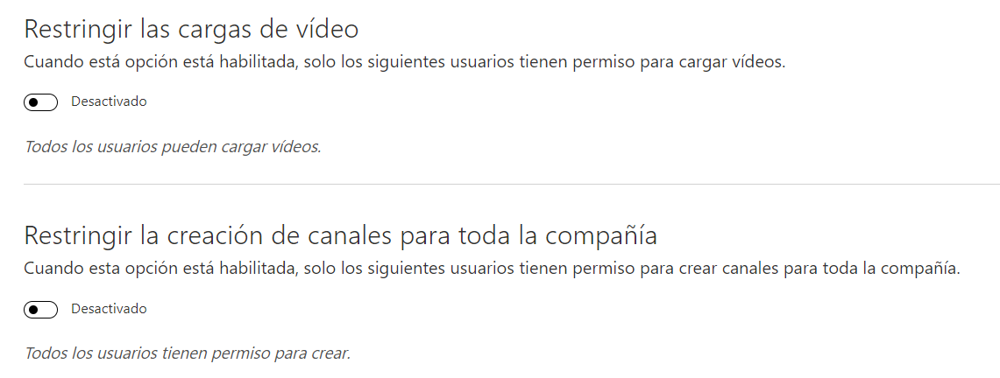 Restringir las cargas de vídeo
Cuando está opción está habilitada, solo los siguientes usuarios tienen permiso para cargar vídeos.
Desactivado
Todos los usuarios pueden cargar vídeos.
Restringir la creación de canales para toda la compañía
Cuando esta opción está habilitada, solo los siguientes usuarios tienen permiso para crear canales para toda la compañía.
Desactivado
Todos los usuarios tienen permiso para crear.